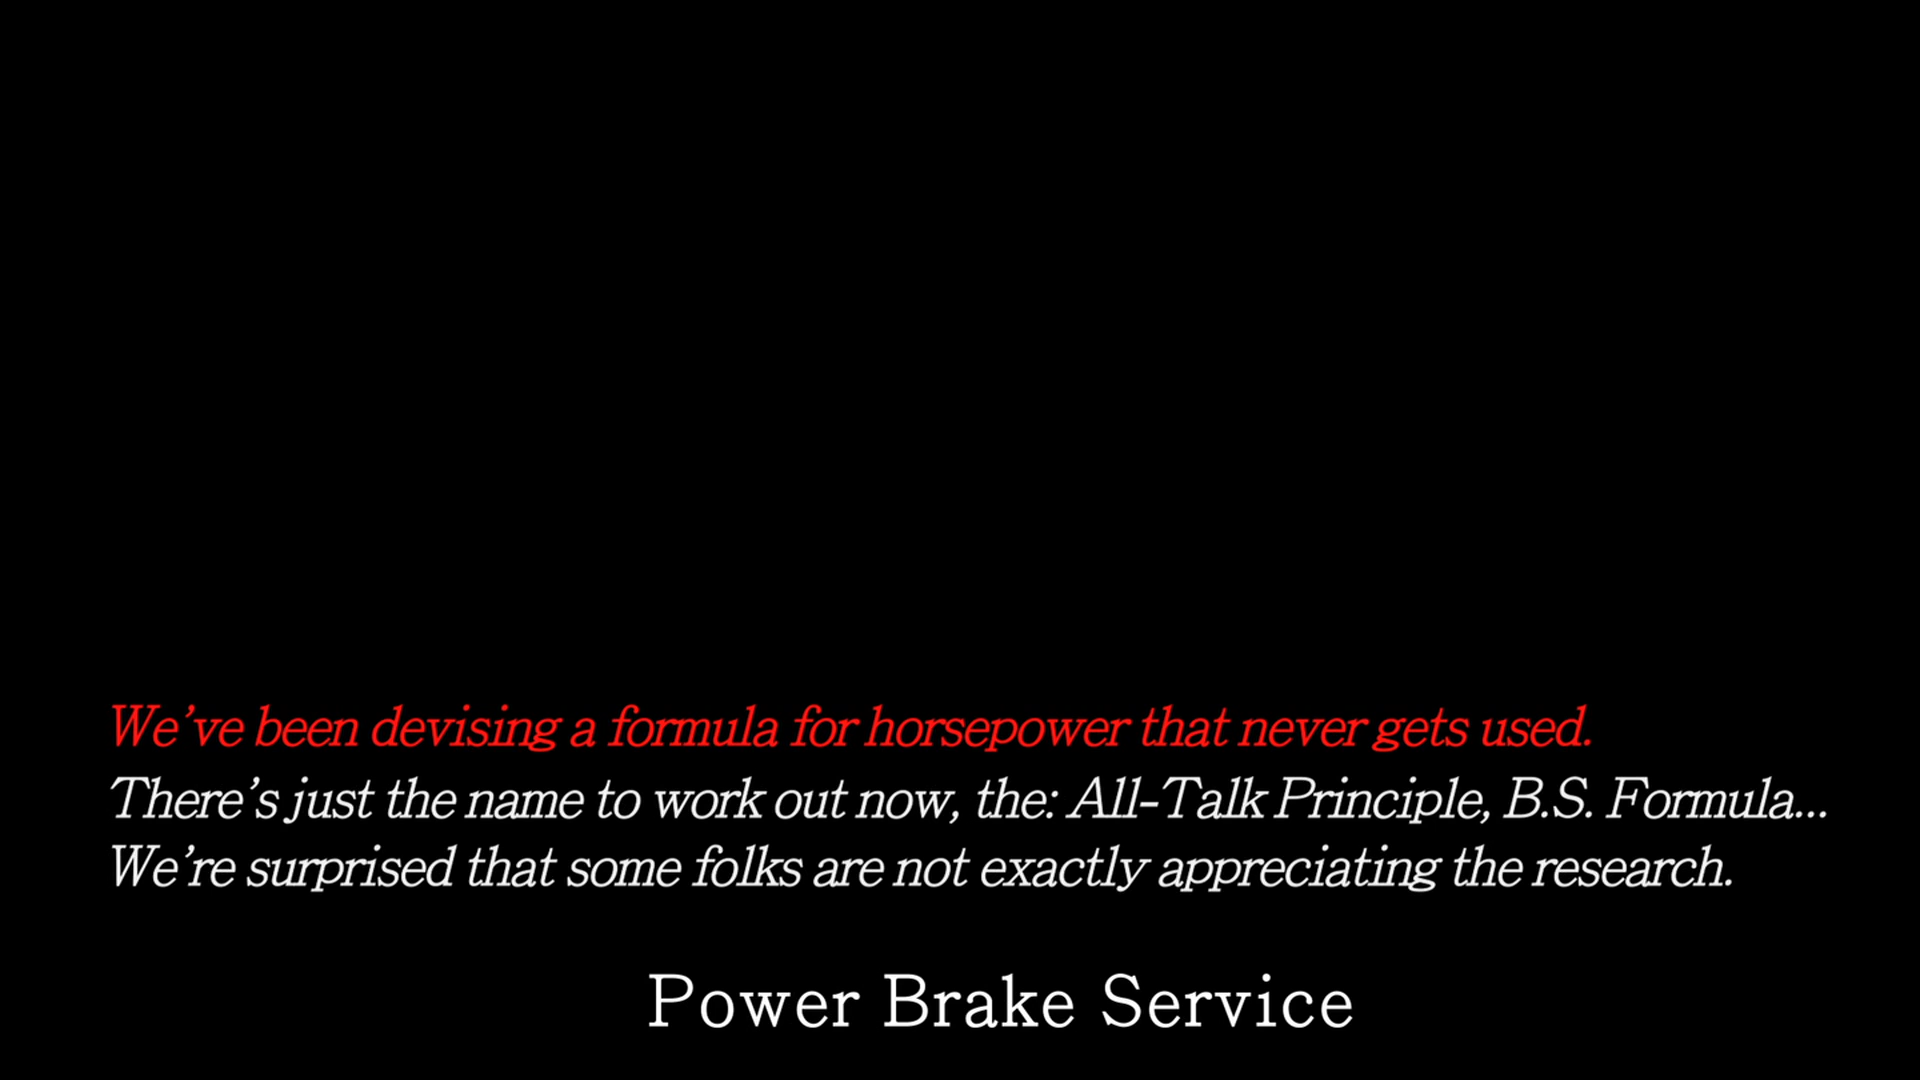 We've been devising a formula for horsepower that never gets used.
There's just the name to work out now, the: All-Talk Principle, B.S. Formula...
We're surprised that some folks are not exactly appreciating the research.
Power Brake Service